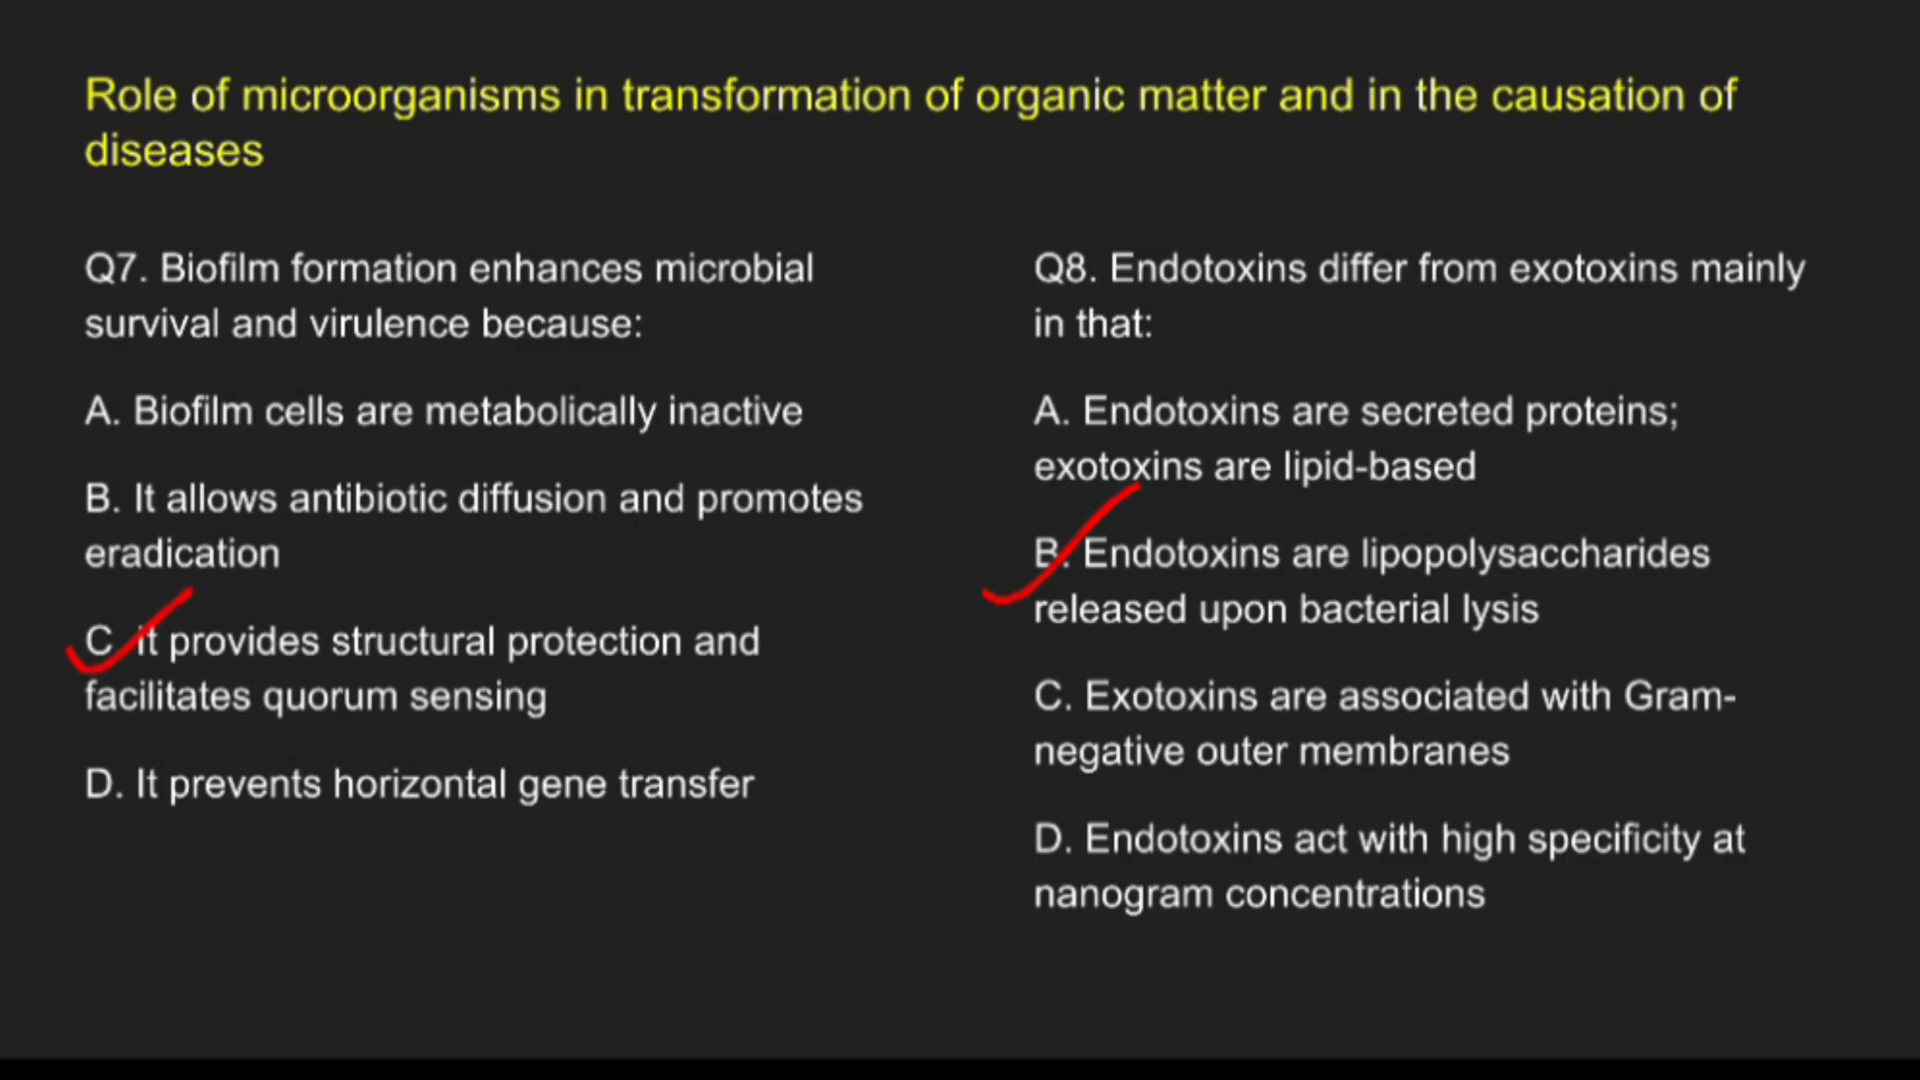 Role of microorganisms in transformation of organic matter and in the causation of
diseases
Q7. Biofilm formation enhances microbial
survival and virulence because:
A. Biofilm cells are metabolically inactive
B. It allows antibiotic diffusion and promotes
eradication
C. It provides structural protection and
facilitates quorum sensing
D. It prevents horizontal gene transfer
Q8. Endotoxins differ from exotoxins mainly
in that:
A. Endotoxins are secreted proteins;
exotoxins are lipid-based
B. Endotoxins are lipopolysaccharides
released upon bacterial lysis
C. Exotoxins are associated with Gram-
negative outer membranes
D. Endotoxins act with high specificity at
nanogram concentrations